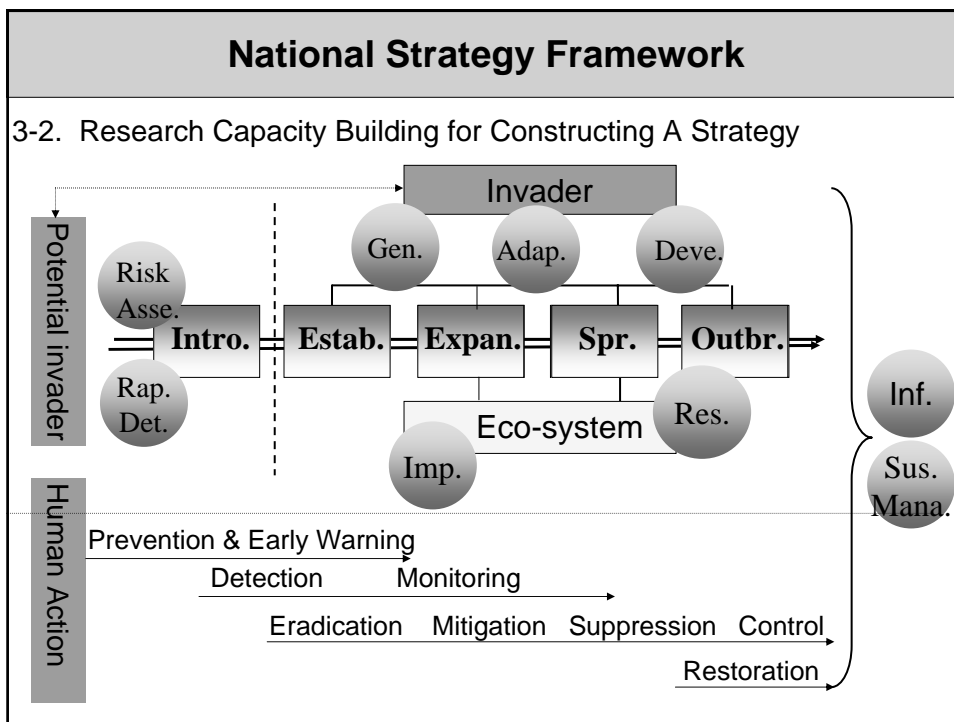 National Strategy Framework
3-2. Research Capacity Building for Constructing A Strategy
Invader
Potential invader
Gen.
Adap.
Deve.
Risk
Asse.
Intro.
Estab.
Expan.
Spr.
Outbr.
Rap.
Det.
Eco-system
Res.
Imp.
Inf.
Sus.
Mana.
Human Action
Prevention & Early Warning
Detection Monitoring
Eradication Mitigation Suppression Control
Restoration